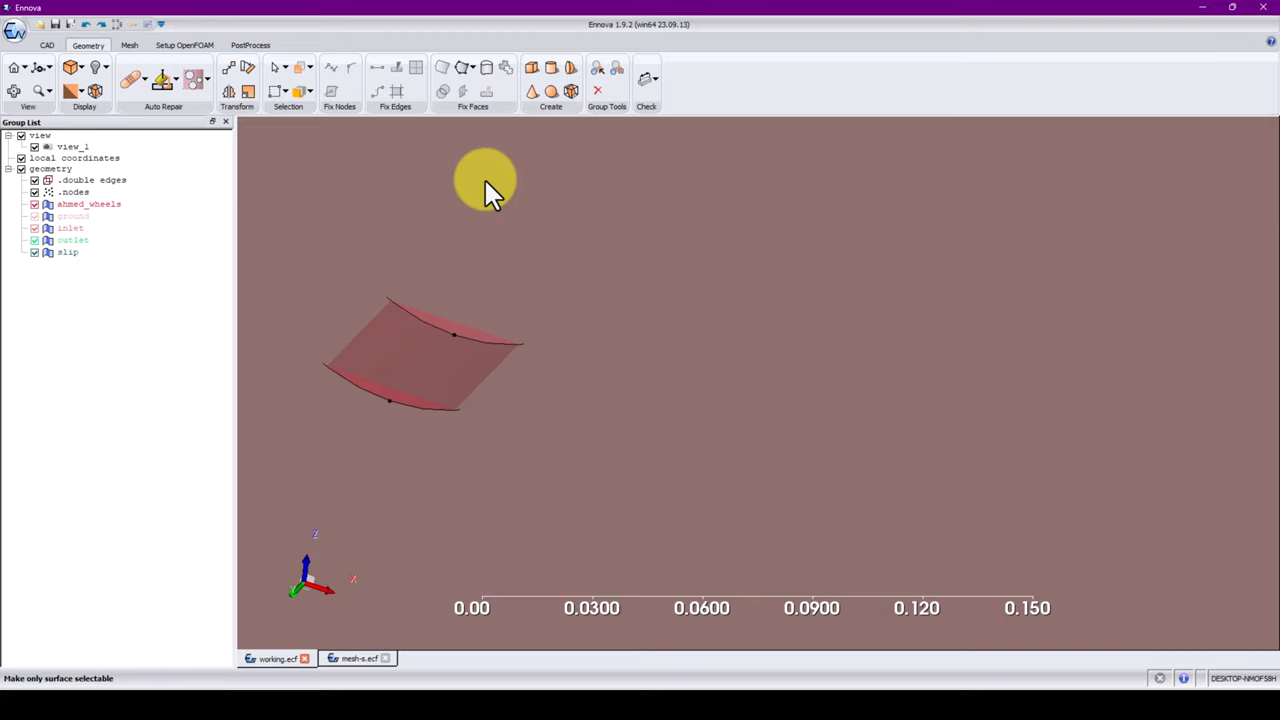 Ennova
Ennova 1.9.2 (win64 23.09.13)
CAD Geometry Mesh Setup OpenFOAM PostProcess
View Display Auto Repair Transform Selection Fix Nodes Fix Edges Fix Faces Create Group Tools Check
Group List
view
view_1
local coordinates
geometry
.double edges
.nodes
ahmed_wheels
ground
inlet
outlet
slip
Z
X
Y
0.00 0.0300 0.0600 0.0900 0.120 0.150
working.ecf mesh-s.ecf
Make only surface selectable
DESKTOP-NMOF58H